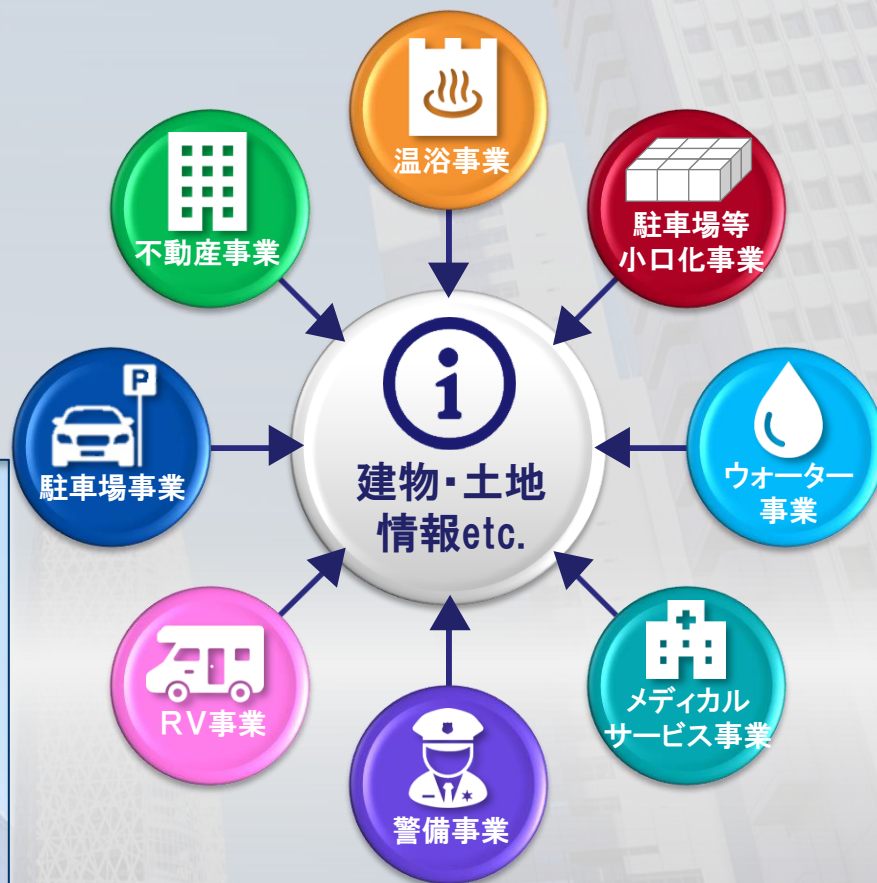 温浴事業
不動産事業
駐車場等
小口化事業
P
駐車場事業
i
建物・土地
情報etc.
ウォーター
事業
RV事業
メディカル
サービス事業
警備事業